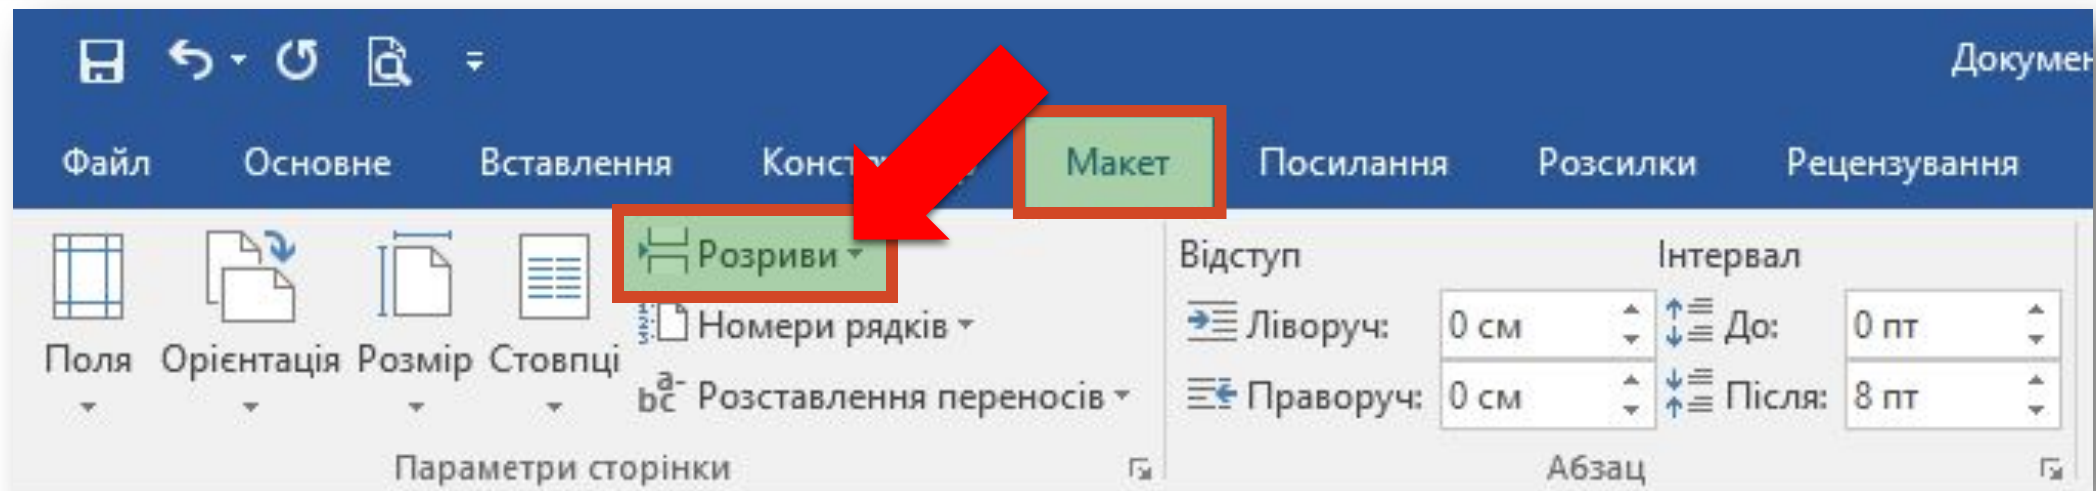 Докумен
Файл Основне Вставлення Макет Посилання Розсилки Рецензування
Розриви
Номери рядків
Розставлення переносів
Поля Орієнтація Розмір Стовпці
Параметри сторінки
Відступ Інтервал
Ліворуч: 0 см До: 0 пт
Праворуч: 0 см Після: 8 пт
Абзац